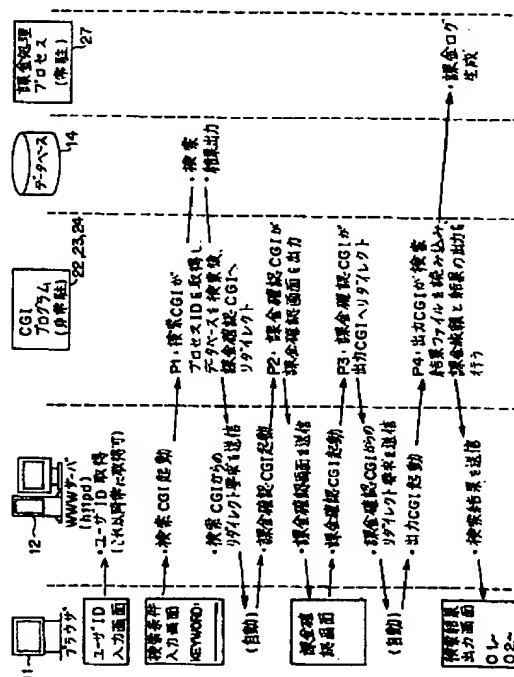 11
ブラウザ
ユーザID
入力画面
検索条件
入力画面
KEYWORD:
(自動)
課金確
認画面
(自動)
検索結果
出力画面
01~
02~
12
WWWサーバ
(httpd)
・ユーザID取得
(これ以降常に取得可)
・検索CGI起動
・検索CGIからの
リダイレクト要求を送信
・課金確認CGI起動
・課金確認画面を送信
・課金確認CGI起動
・課金確認CGIからの
リダイレクト要求を送信
・出力CGI起動
・検索結果を送信
CGI
プログラム
(非常駐)
22,23,24
P1・検索CGIが
プロセスIDを取得し、
データベースを検索後、
課金確認CGIへ
リダイレクト
P2・課金確認CGIが
課金確認画面を出力
P3・課金確認CGIが
出力CGIへリダイレクト
P4・出力CGIが検索
結果ファイルを読み込み、
課金依頼と結果の出力を
行う
データベース
14
・検索
・結果出力
課金処理
プロセス
(常駐)
27
・課金ログ
生成